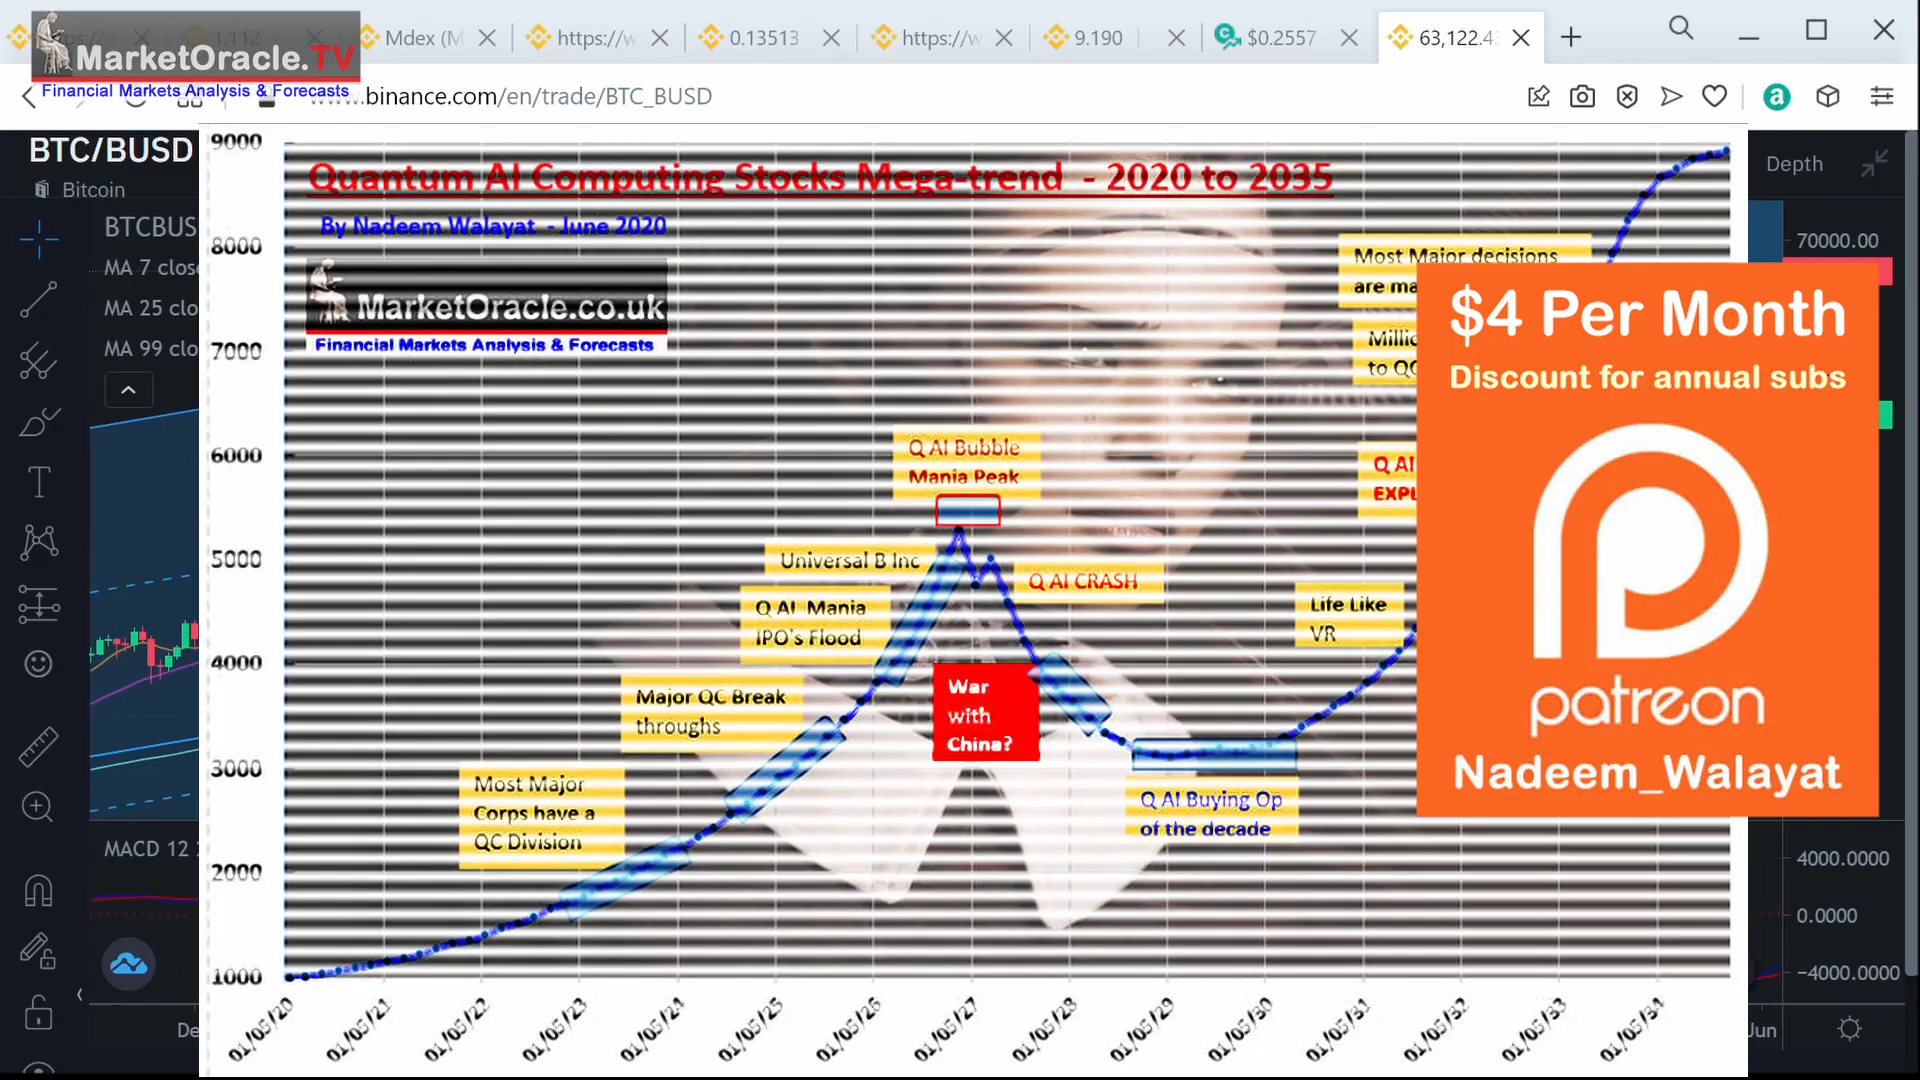 MarketOracle.TV
Financial Markets Analysis & Forecasts
1.112
Mdex (M
https://w
0.13513
https://w
9.190
$0.2557
63,122.43
www.binance.com/en/trade/BTC_BUSD
BTC/BUSD
Bitcoin
Depth
BTCBUS
MA 7 close
MA 25 clo
MA 99 clo
MACD 12 2
De
Jun
70000.00
4000.0000
0.0000
−4000.0000
Quantum AI Computing Stocks Mega-trend - 2020 to 2035
By Nadeem Walayat - June 2020
MarketOracle.co.uk
Financial Markets Analysis & Forecasts
9000
8000
7000
6000
5000
4000
3000
2000
1000
Most Major decisions
are ma
Millio
to QC
Q AI Bubble
Mania Peak
Q AI
EXPL
Universal B Inc
Q AI CRASH
Q AI Mania
IPO's Flood
Life Like
VR
Major QC Break
throughs
War
with
China?
Most Major
Corps have a
QC Division
Q AI Buying Op
of the decade
01/05/20
01/05/21
01/05/22
01/05/23
01/05/24
01/05/25
01/05/26
01/05/27
01/05/28
01/05/29
01/05/30
01/05/31
01/05/32
01/05/33
01/05/34
$4 Per Month
Discount for annual subs
patreon
Nadeem_Walayat